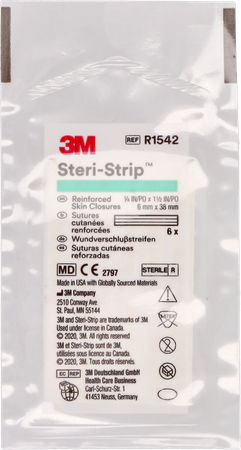 3M REF R1542
Steri-Strip™
Reinforced Skin Closures
¼ IN/PO x 1½ IN/PO
6 mm x 38 mm
Sutures cutanées renforcées
6 x
Wundverschlußstreifen
Suturas cutaneas reforzadas
MD CE 2797 STERILE R
Made in USA with Globally Sourced Materials
3M Company
2510 Conway Ave.
St. Paul, MN 55144
3M and Steri-Strip are trademarks of 3M.
Used under license in Canada.
© 2020, 3M. All rights reserved.
3M et Steri-Strip sont de 3M,
utilisées sous licence au Canada.
© 2020, 3M. Tous droits réservés.
EC REP 3M Deutschland GmbH
Health Care Business
Carl-Schurz-Str. 1
41453 Neuss, Germany